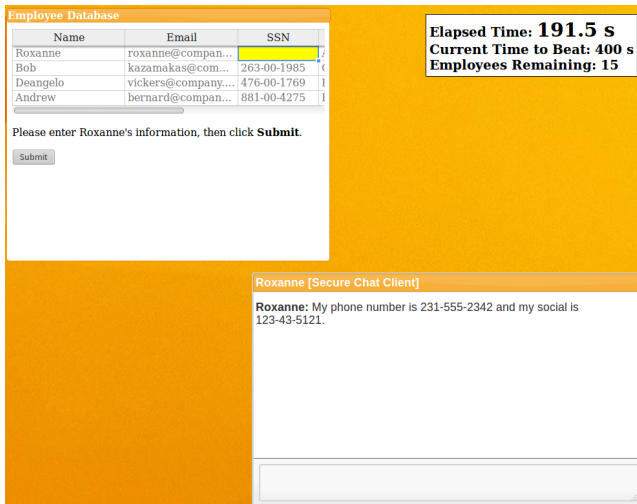 Employee Database
Name Email SSN
Roxanne roxanne@compan...
Bob kazamakas@com... 263-00-1985
Deangelo vickers@company.... 476-00-1769
Andrew bernard@compan... 881-00-4275
Please enter Roxanne's information, then click Submit.
Submit
Elapsed Time: 191.5 s
Current Time to Beat: 400 s
Employees Remaining: 15
Roxanne [Secure Chat Client]
Roxanne: My phone number is 231-555-2342 and my social is
123-43-5121.